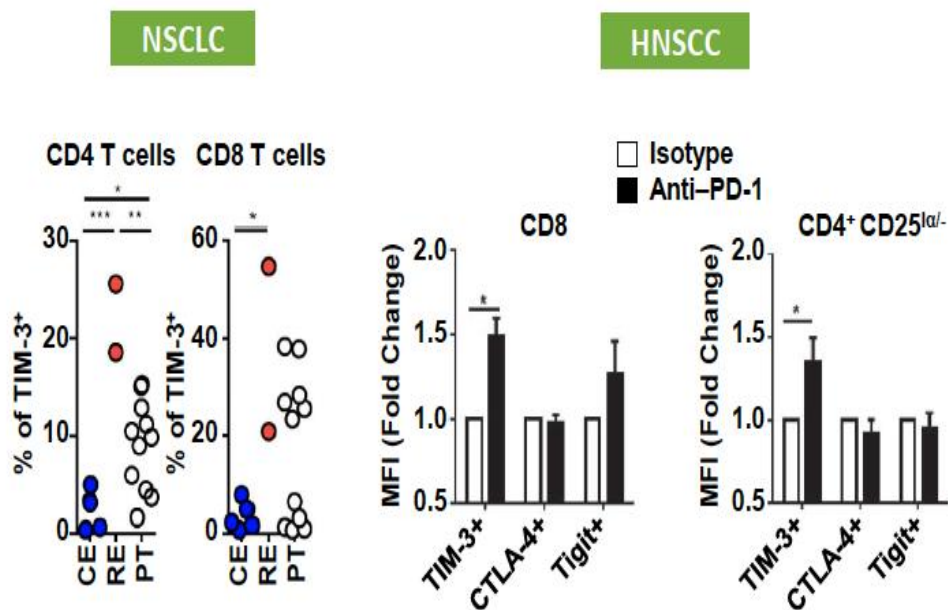 NSCLC
HNSCC
CD4 T cells
CD8 T cells
*
*** **
*
30
20
10
0
% of TIM-3+
CE
RE
PT
60
40
20
0
% of TIM-3+
CE
RE
PT
Isotype
Anti–PD-1
CD8
2.0
1.5
1.0
0.5
MFI (Fold Change)
*
TIM-3+
CTLA-4+
Tigit+
CD4+ CD25lα/-
2.0
1.5
1.0
0.5
MFI (Fold Change)
*
TIM-3+
CTLA-4+
Tigit+